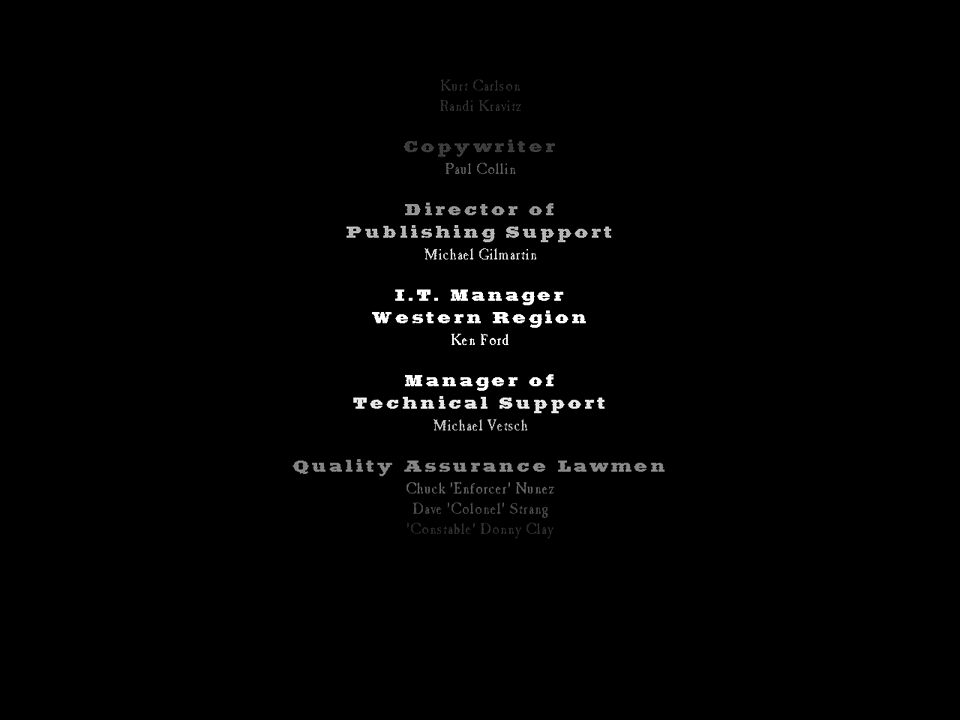 Kurt Carlson
Randi Kravitz
Copywriter
Paul Collin
Director of
Publishing Support
Michael Gilmartin
I.T. Manager
Western Region
Ken Ford
Manager of
Technical Support
Michael Vetsch
Quality Assurance Lawmen
Chuck 'Enforcer' Nunez
Dave 'Colonel' Strang
'Constable' Donny Clay